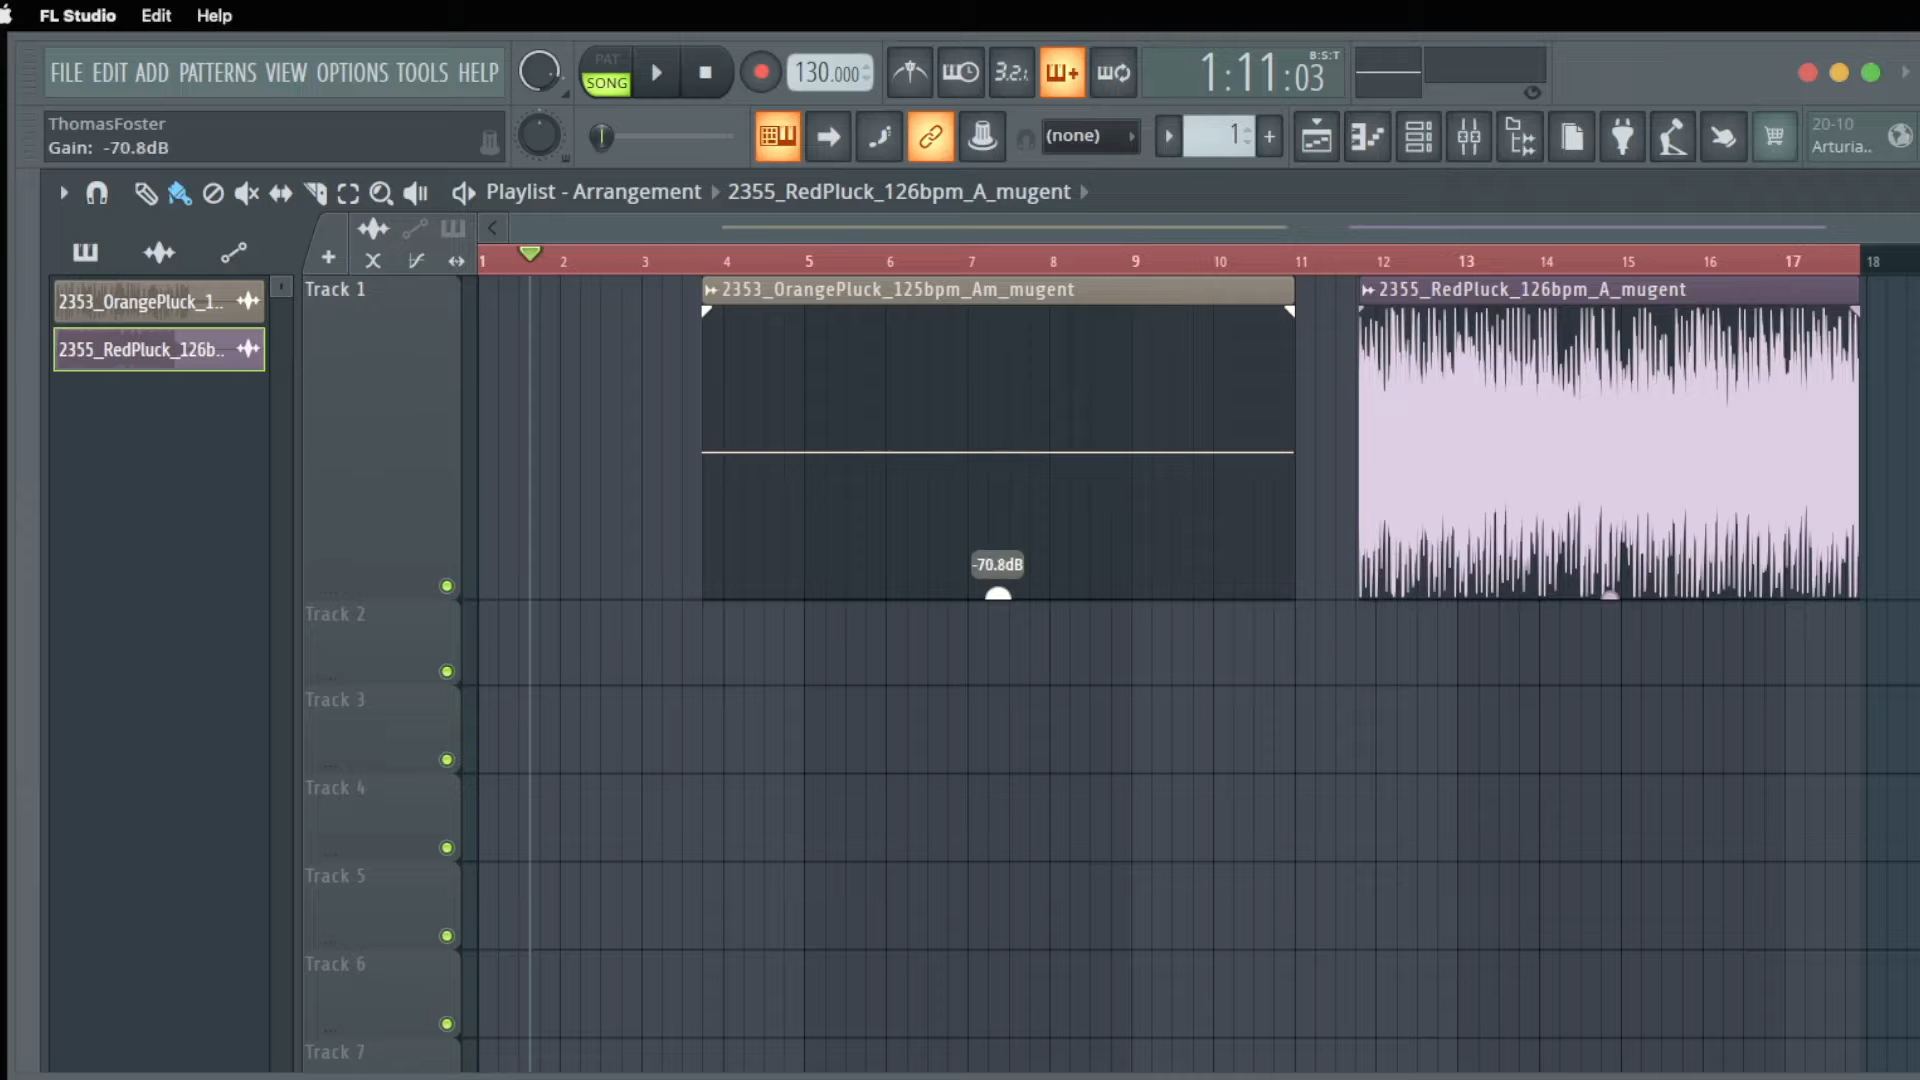 FL Studio Edit Help
FILE EDIT ADD PATTERNS VIEW OPTIONS TOOLS HELP
PAT
SONG
130.000
3.2.1
B:S:T
1:11:03
ThomasFoster
Gain: -70.8dB
(none)
1
+
20-10
Arturia..
Playlist - Arrangement 2355_RedPluck_126bpm_A_mugent
1 2 3 4 5 6 7 8 9 10 11 12 13 14 15 16 17 18
2353_OrangePluck_1..
2355_RedPluck_126b..
Track 1
2353_OrangePluck_125bpm_Am_mugent
2355_RedPluck_126bpm_A_mugent
-70.8dB
Track 2
Track 3
Track 4
Track 5
Track 6
Track 7